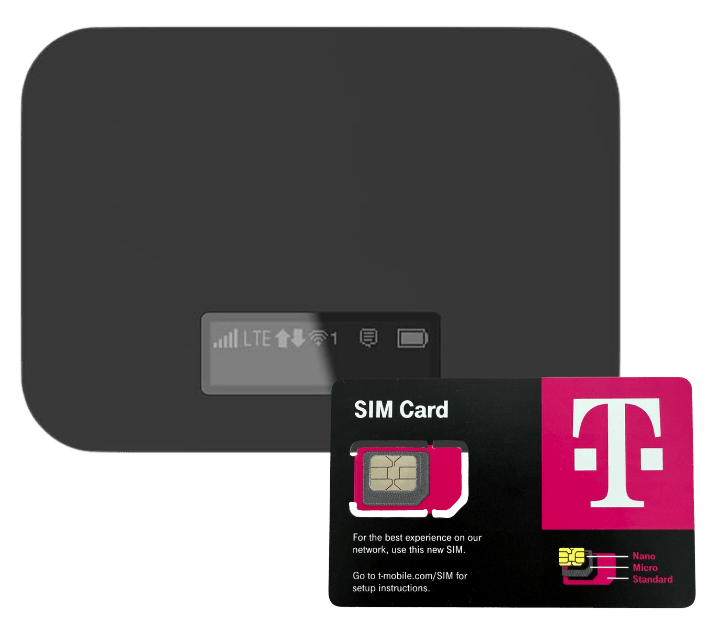 LTE 1
SIM Card
T
For the best experience on our
network, use this new SIM.
Go to t-mobile.com/SIM for
setup instructions.
Nano
Micro
Standard